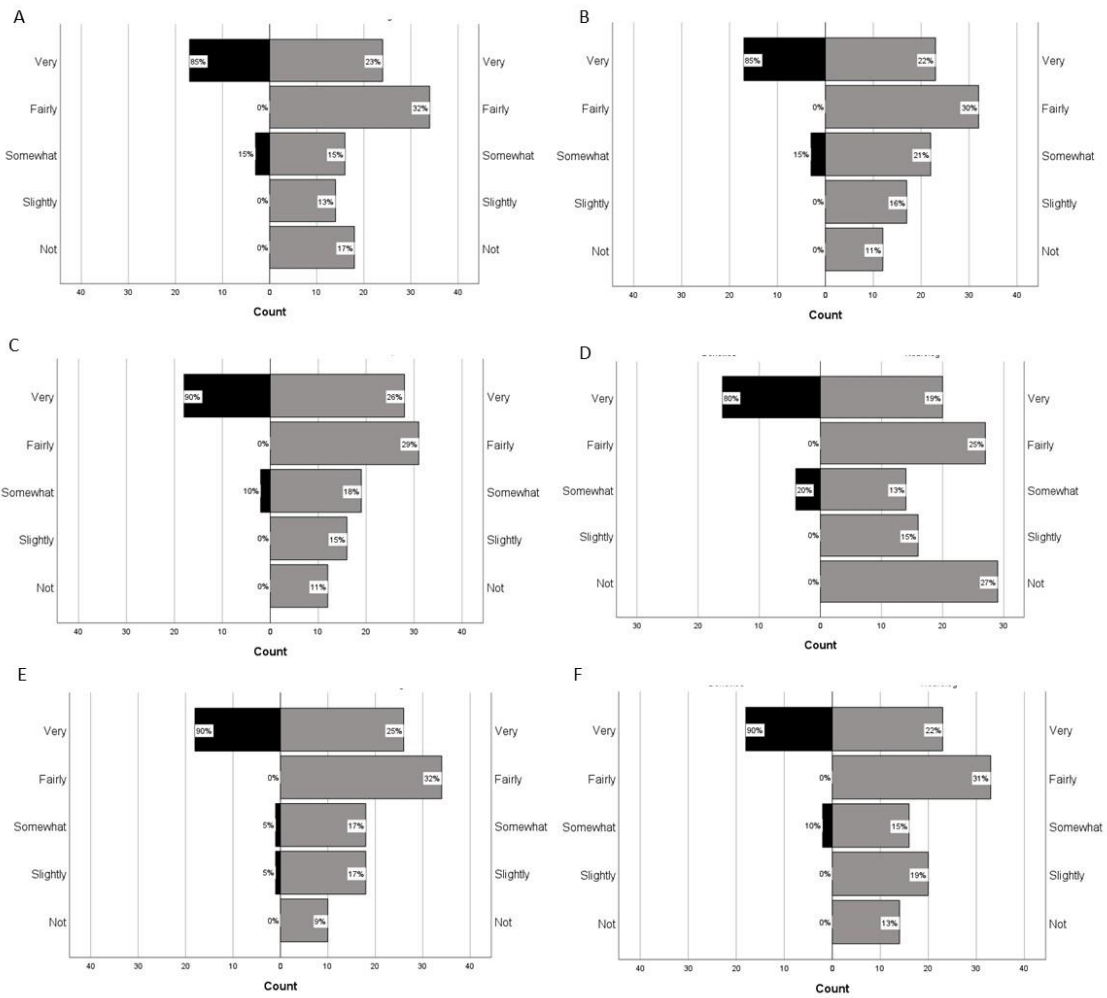 A
Very 85% 23% Very
Fairly 0% 32% Fairly
Somewhat 15% 15% Somewhat
Slightly 0% 13% Slightly
Not 0% 17% Not
40 30 20 10 0 10 20 30 40
Count
B
Very 85% 22% Very
Fairly 0% 30% Fairly
Somewhat 15% 21% Somewhat
Slightly 0% 16% Slightly
Not 0% 11% Not
40 30 20 10 0 10 20 30 40
Count
C
Very 90% 26% Very
Fairly 0% 29% Fairly
Somewhat 10% 18% Somewhat
Slightly 0% 15% Slightly
Not 0% 11% Not
40 30 20 10 0 10 20 30 40
Count
D
Very 80% 19% Very
Fairly 0% 25% Fairly
Somewhat 20% 13% Somewhat
Slightly 0% 15% Slightly
Not 0% 27% Not
30 20 10 0 10 20 30
Count
E
Very 90% 25% Very
Fairly 0% 32% Fairly
Somewhat 5% 17% Somewhat
Slightly 5% 17% Slightly
Not 0% 9% Not
40 30 20 10 0 10 20 30 40
Count
F
Very 90% 22% Very
Fairly 0% 31% Fairly
Somewhat 10% 15% Somewhat
Slightly 0% 19% Slightly
Not 0% 13% Not
40 30 20 10 0 10 20 30 40
Count